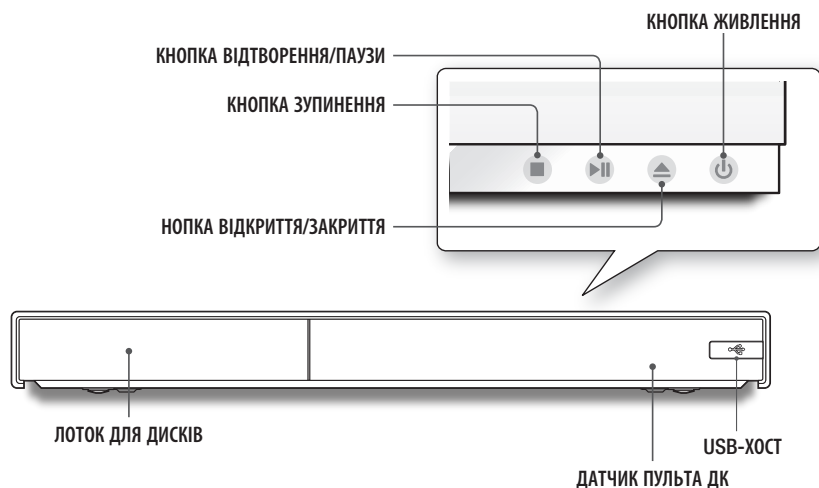 КНОПКА ЖИВЛЕННЯ
КНОПКА ВІДТВОРЕННЯ/ПАУЗИ
КНОПКА ЗУПИНЕННЯ
НОПКА ВІДКРИТТЯ/ЗАКРИТТЯ
ЛОТОК ДЛЯ ДИСКІВ
USB-ХОСТ
ДАТЧИК ПУЛЬТА ДК